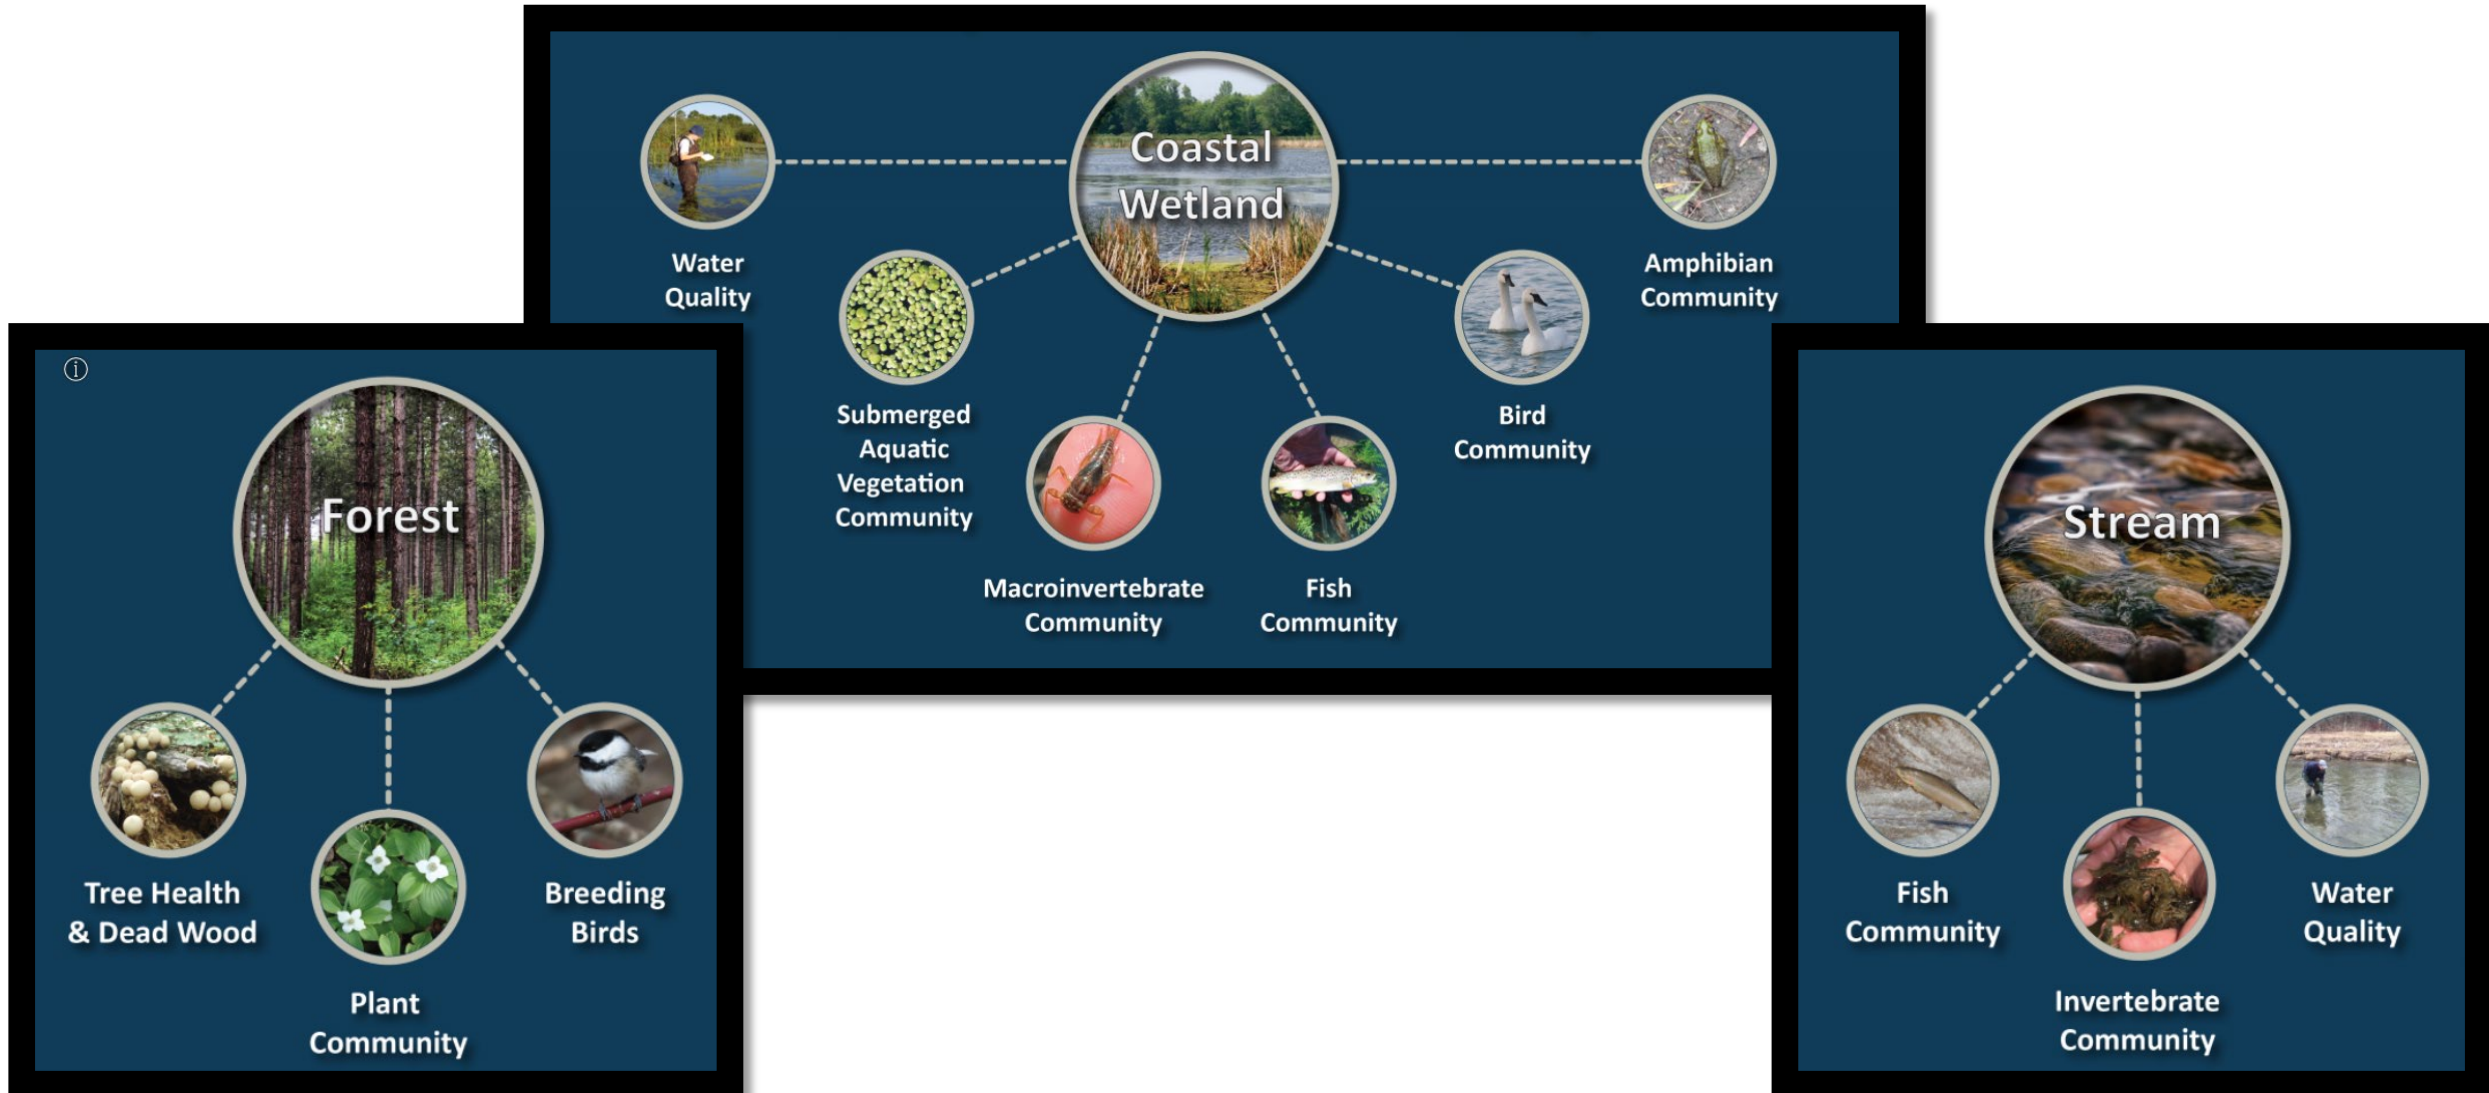 Coastal
Wetland
Water
Quality
Submerged
Aquatic
Vegetation
Community
Macroinvertebrate
Community
Fish
Community
Bird
Community
Amphibian
Community
Forest
Tree Health
& Dead Wood
Plant
Community
Breeding
Birds
Stream
Fish
Community
Invertebrate
Community
Water
Quality